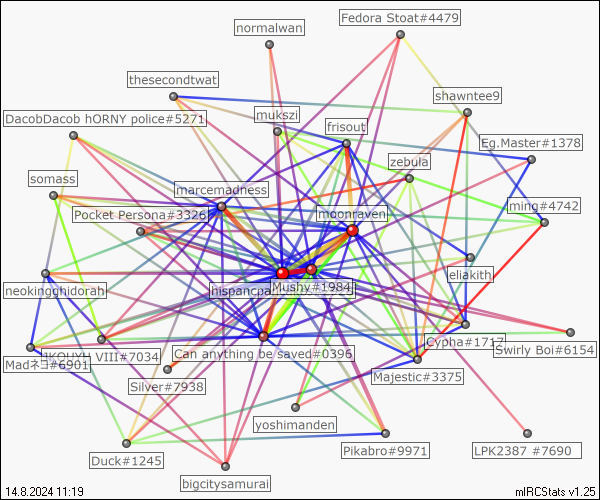 Fedora Stoat#4479
normalwan
thesecondtwat
shawntee9
DacobDacob hORNY police#5271
mukszi
frisout
Eg.Master#1378
zebula
somass
marcemadness
ming#4742
Pocket Persona#3326
moonraven
eliakith
neokingghidorah
Mushy#1984
Cypha#1717
Swirly Boi#6154
Can anything be saved#0396
VIII#7034
Madネコ#6901
Majestic#3375
Silver#7938
yoshimanden
Pikabro#9971
LPK2387 #7690
Duck#1245
bigcitysamurai
14.8.2024 11:19
mIRCStats v1.25